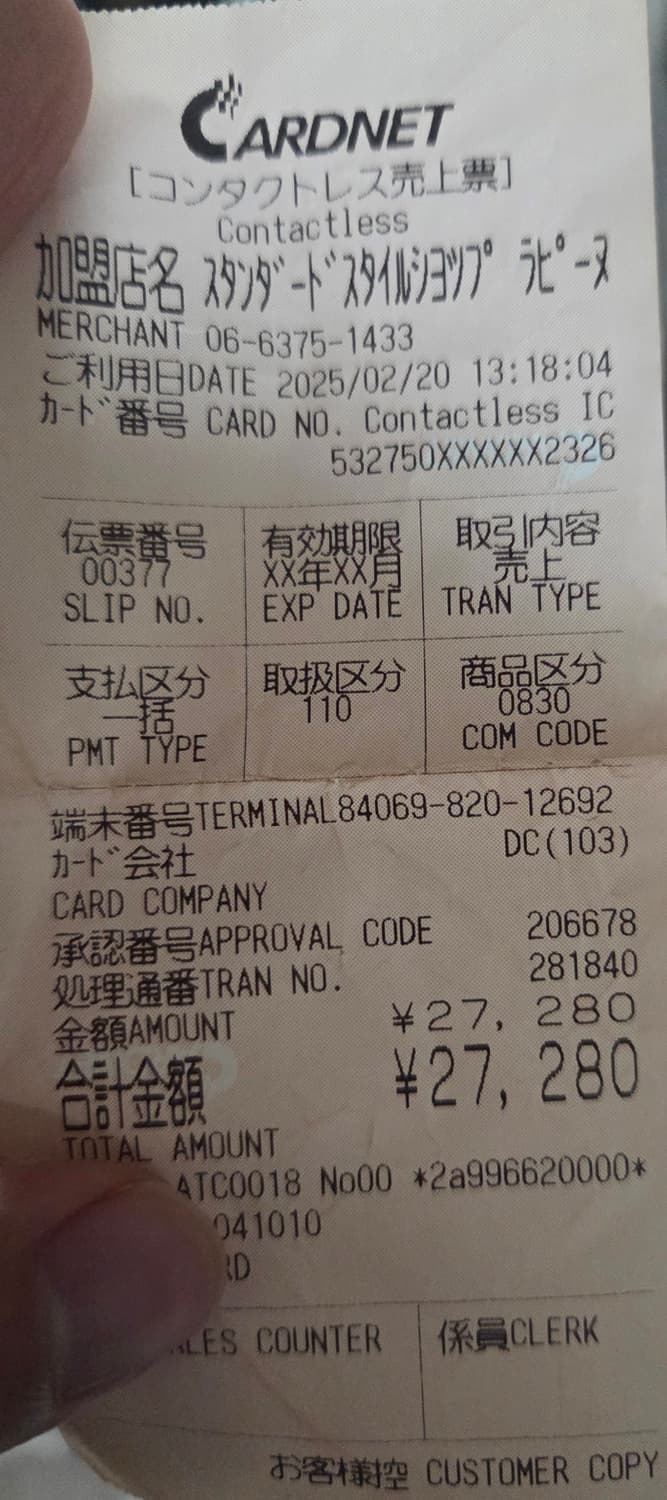 CARDNET
[コンタクトレス売上票]
Contactless
加盟店名 スタンダードスタイルショップ ラピーヌ
MERCHANT 06-6375-1433
ご利用日DATE 2025/02/20 13:18:04
カード番号 CARD NO. Contactless IC
532750XXXXXX2326
伝票番号 有効期限 取引内容
00377 XX年XX月 売上
SLIP NO. EXP DATE TRAN TYPE
支払区分 取扱区分 商品区分
一括 110 0830
PMT TYPE COM CODE
端末番号TERMINAL84069-820-12692
カード会社 DC(103)
CARD COMPANY
承認番号APPROVAL CODE 206678
処理通番TRAN NO. 281840
金額AMOUNT ¥27,280
合計金額 ¥27,280
TOTAL AMOUNT
ATC0018 No00 *2a996620000*
041010
RD
LES COUNTER 係員CLERK
お客様控 CUSTOMER COPY